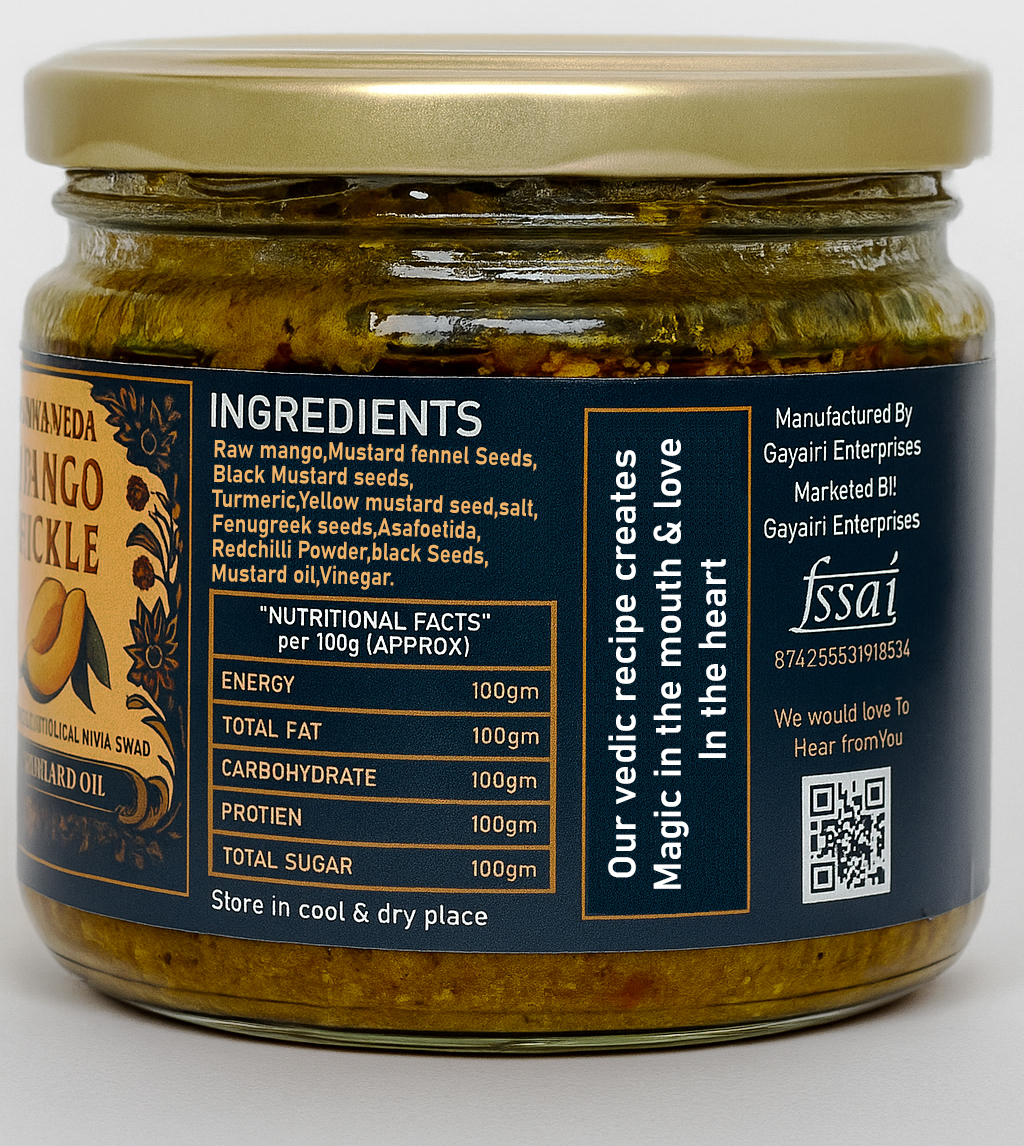 VEDA
MANGO
PICKLE
NIVIA SWAD
OIL
INGREDIENTS
Raw mango,Mustard fennel Seeds,
Black Mustard seeds,
Turmeric,Yellow mustard seed,salt,
Fenugreek seeds,Asafoetida,
Redchilli Powder,black Seeds,
Mustard oil,Vinegar.
"NUTRITIONAL FACTS"
per 100g (APPROX)
ENERGY 100gm
TOTAL FAT 100gm
CARBOHYDRATE 100gm
PROTIEN 100gm
TOTAL SUGAR 100gm
Store in cool & dry place
Our vedic recipe creates
Magic in the mouth & love
In the heart
Manufactured By
Gayairi Enterprises
Marketed BI!
Gayairi Enterprises
fssai
874255531918534
We would love To
Hear fromYou